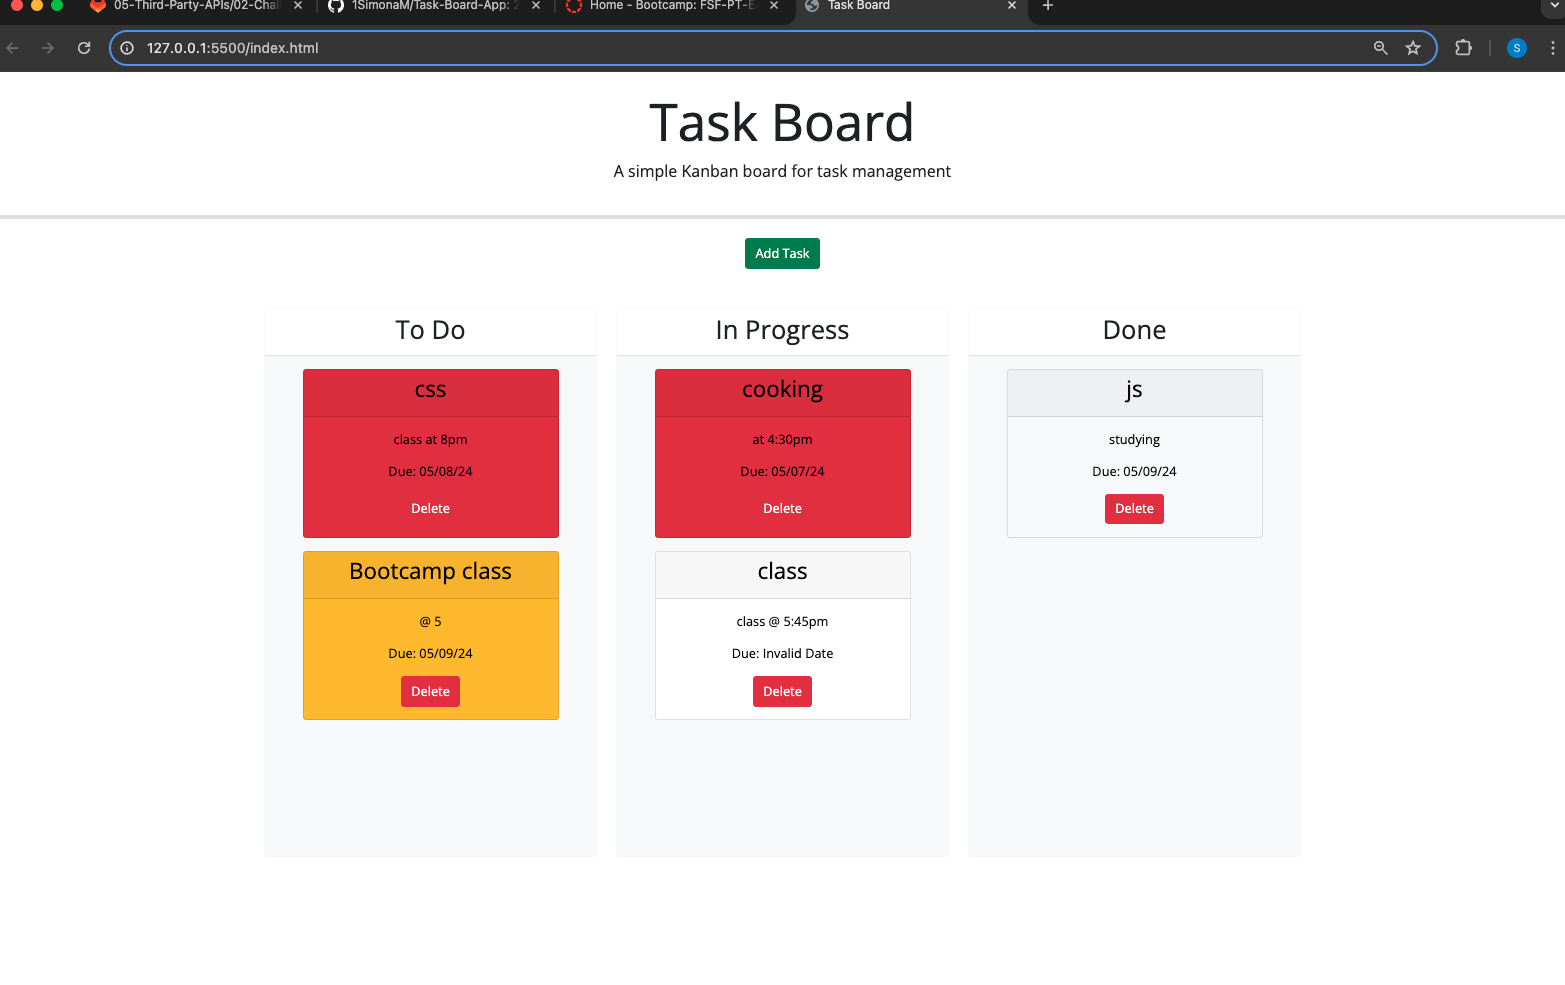 05-Third-Party-APIs/02-Chal
1SimonaM/Task-Board-App: 2
Home - Bootcamp: FSF-PT-E
Task Board
127.0.0.1:5500/index.html
S
Task Board
A simple Kanban board for task management
Add Task
To Do
css
class at 8pm
Due: 05/08/24
Delete
Bootcamp class
@ 5
Due: 05/09/24
Delete
In Progress
cooking
at 4:30pm
Due: 05/07/24
Delete
class
class @ 5:45pm
Due: Invalid Date
Delete
Done
js
studying
Due: 05/09/24
Delete